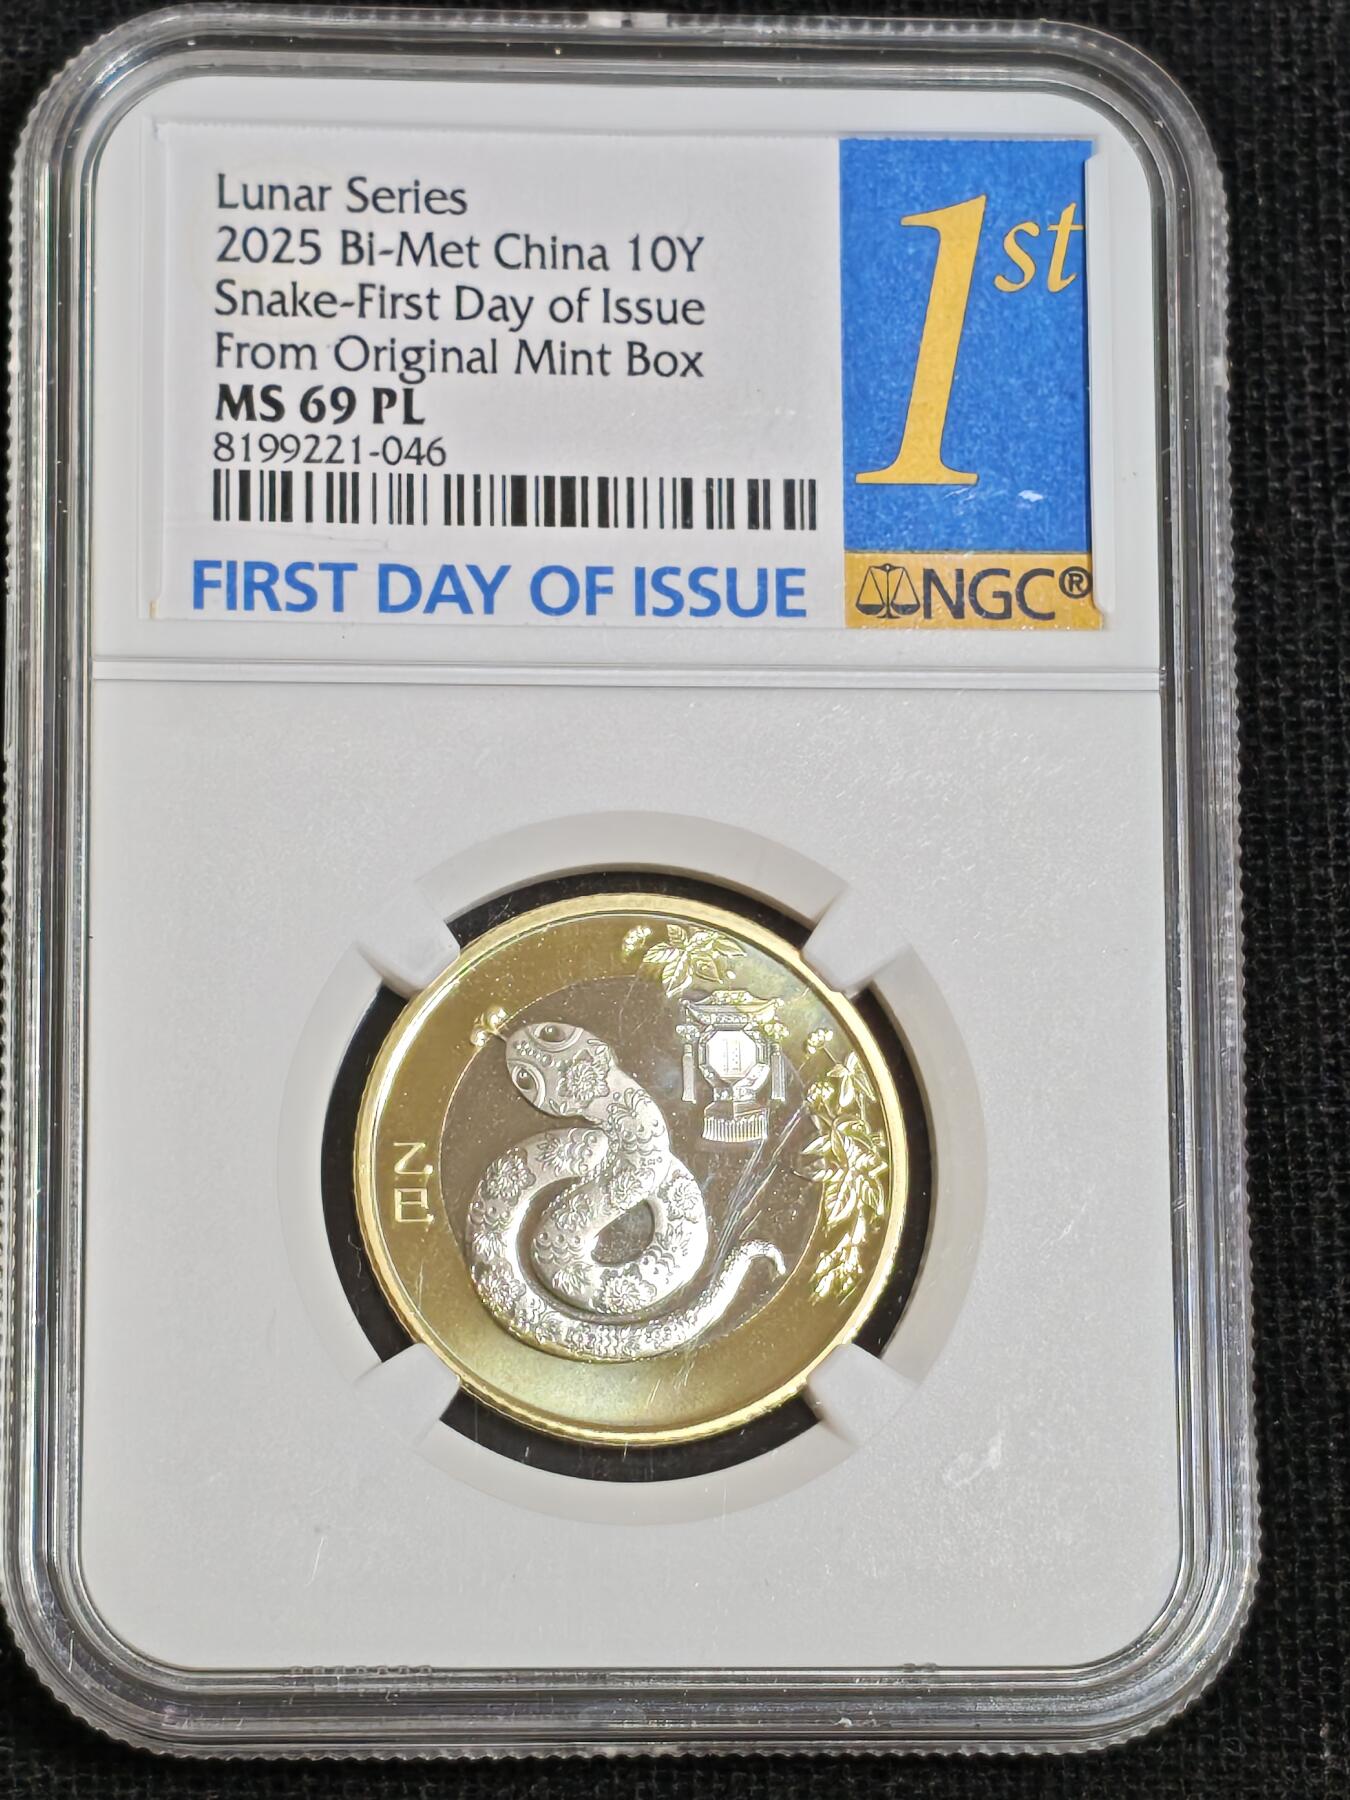 Lunar Series
2025 Bi-Met China 10Y
Snake-First Day of Issue
From Original Mint Box
MS 69 PL
8199221-046
FIRST DAY OF ISSUE
1st
NGC®
乙巳